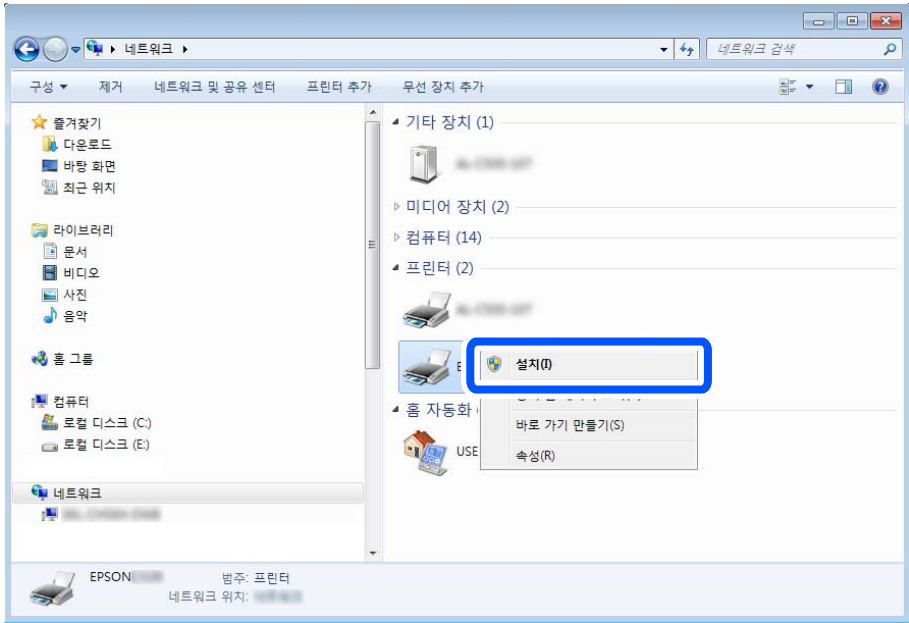 네트워크
네트워크 검색
구성 제거 네트워크 및 공유 센터 프린터 추가 무선 장치 추가
즐겨찾기
다운로드
바탕 화면
최근 위치
라이브러리
문서
비디오
사진
음악
홈 그룹
컴퓨터
로컬 디스크 (C:)
로컬 디스크 (E:)
네트워크
기타 장치 (1)
미디어 장치 (2)
컴퓨터 (14)
프린터 (2)
E
설치(I)
바로 가기 만들기(S)
속성(R)
홈 자동화
USE
EPSON 범주: 프린터
네트워크 위치: